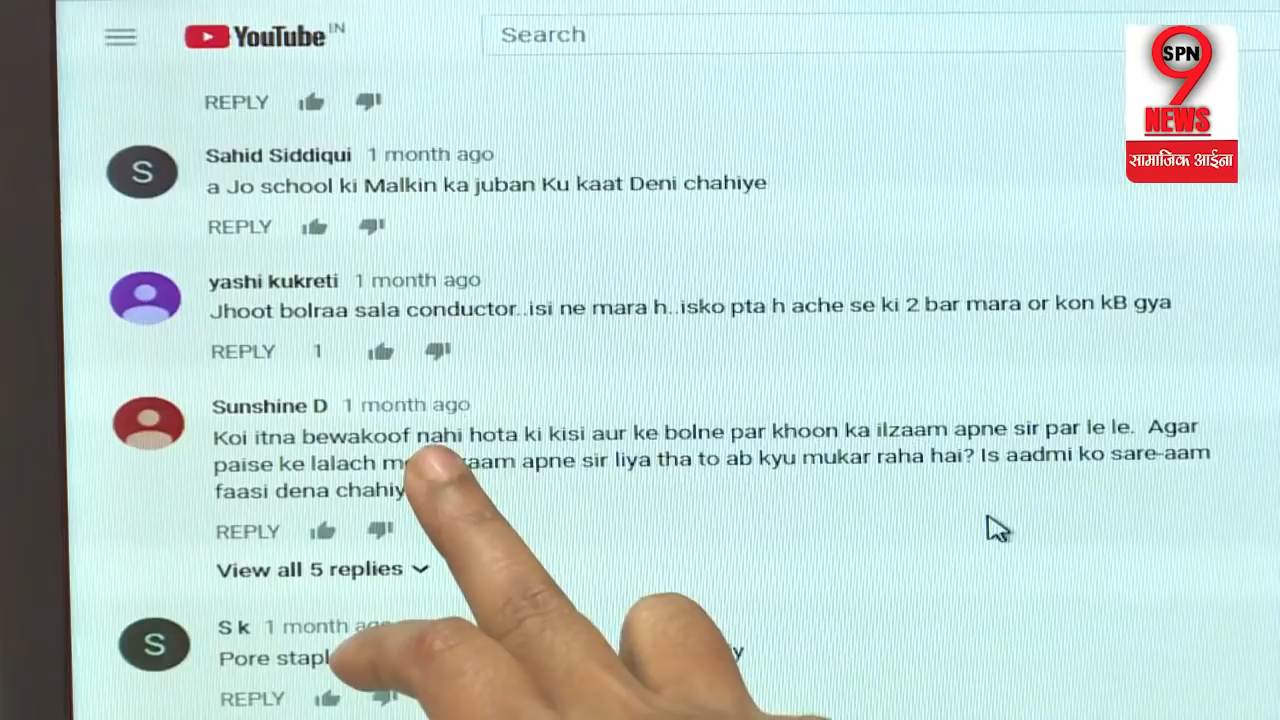 YouTube IN
Search
SPN
9
NEWS
सामाजिक आईना
REPLY
S
Sahid Siddiqui 1 month ago
a Jo school ki Malkin ka juban Ku kaat Deni chahiye
REPLY
yashi kukreti 1 month ago
Jhoot bolraa sala conductor..isi ne mara h..isko pta h ache se ki 2 bar mara or kon kB gya
REPLY 1
Sunshine D 1 month ago
Koi itna bewakoof nahi hota ki kisi aur ke bolne par khoon ka ilzaam apne sir par le le. Agar
paise ke lalach apne sir liya tha to ab kyu mukar raha hai? Is aadmi ko sare-aam
faasi dena
REPLY
View all 5 replies
S
S k 1 month
Pore
REPLY